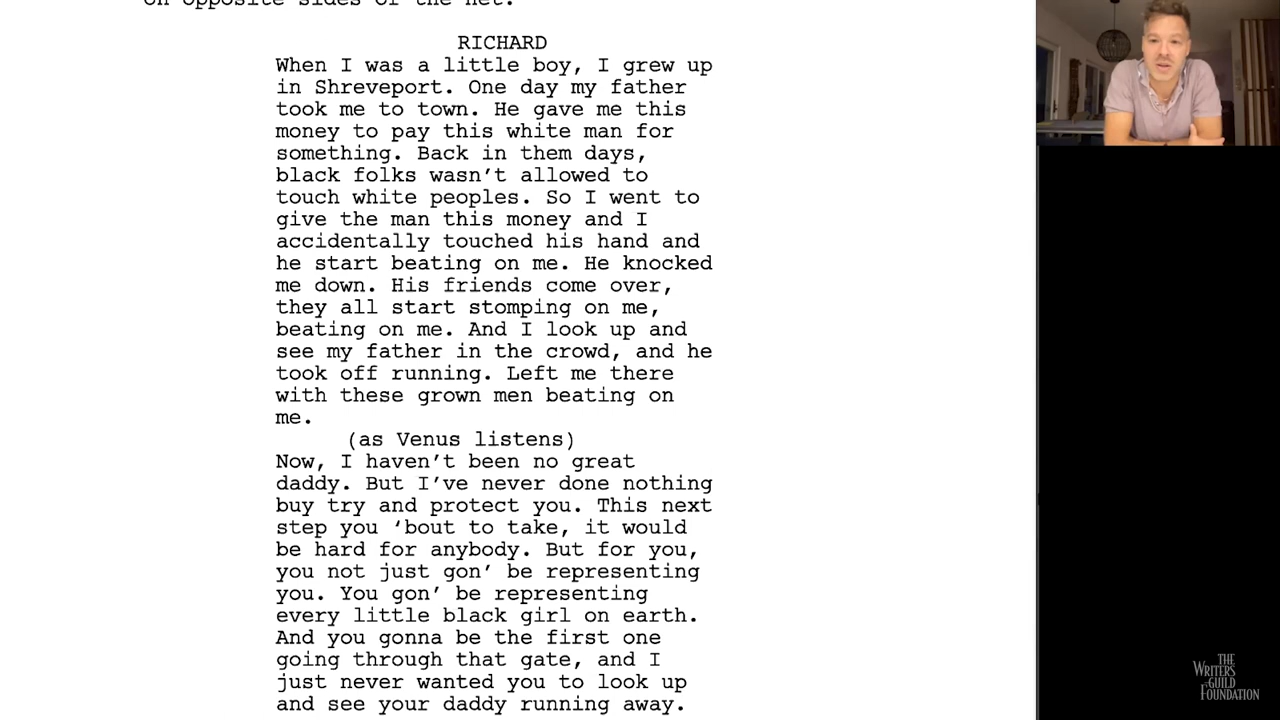 on opposite sides of the net.
RICHARD
When I was a little boy, I grew up
in Shreveport. One day my father
took me to town. He gave me this
money to pay this white man for
something. Back in them days,
black folks wasn’t allowed to
touch white peoples. So I went to
give the man this money and I
accidentally touched his hand and
he start beating on me. He knocked
me down. His friends come over,
they all start stomping on me,
beating on me. And I look up and
see my father in the crowd, and he
took off running. Left me there
with these grown men beating on
me.
(as Venus listens)
Now, I haven’t been no great
daddy. But I’ve never done nothing
buy try and protect you. This next
step you ‘bout to take, it would
be hard for anybody. But for you,
you not just gon’ be representing
you. You gon’ be representing
every little black girl on earth.
And you gonna be the first one
going through that gate, and I
just never wanted you to look up
and see your daddy running away.
THE
WRITERS
GUILD
FOUNDATION